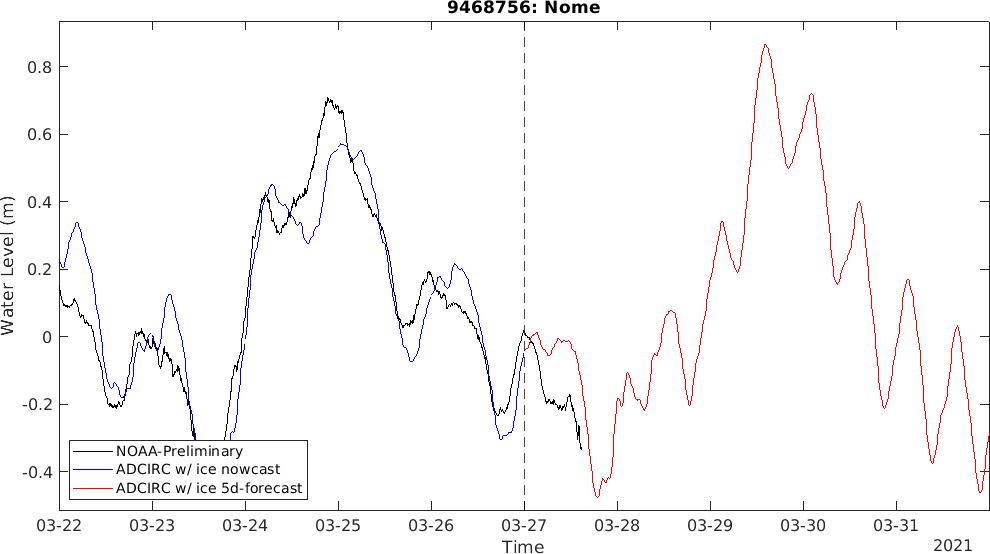 9468756: Nome
Water Level (m)
0.8
0.6
0.4
0.2
0
-0.2
-0.4
NOAA-Preliminary
ADCIRC w/ ice nowcast
ADCIRC w/ ice 5d-forecast
03-22 03-23 03-24 03-25 03-26 03-27 03-28 03-29 03-30 03-31
Time
2021